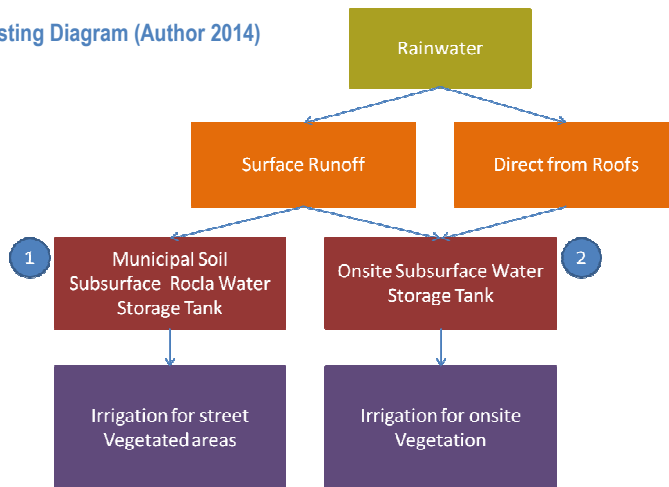 sting Diagram (Author 2014)
Rainwater
Surface Runoff
Direct from Roofs
1
Municipal Soil
Subsurface Rocla Water
Storage Tank
Onsite Subsurface Water
Storage Tank
2
Irrigation for street
Vegetated areas
Irrigation for onsite
Vegetation